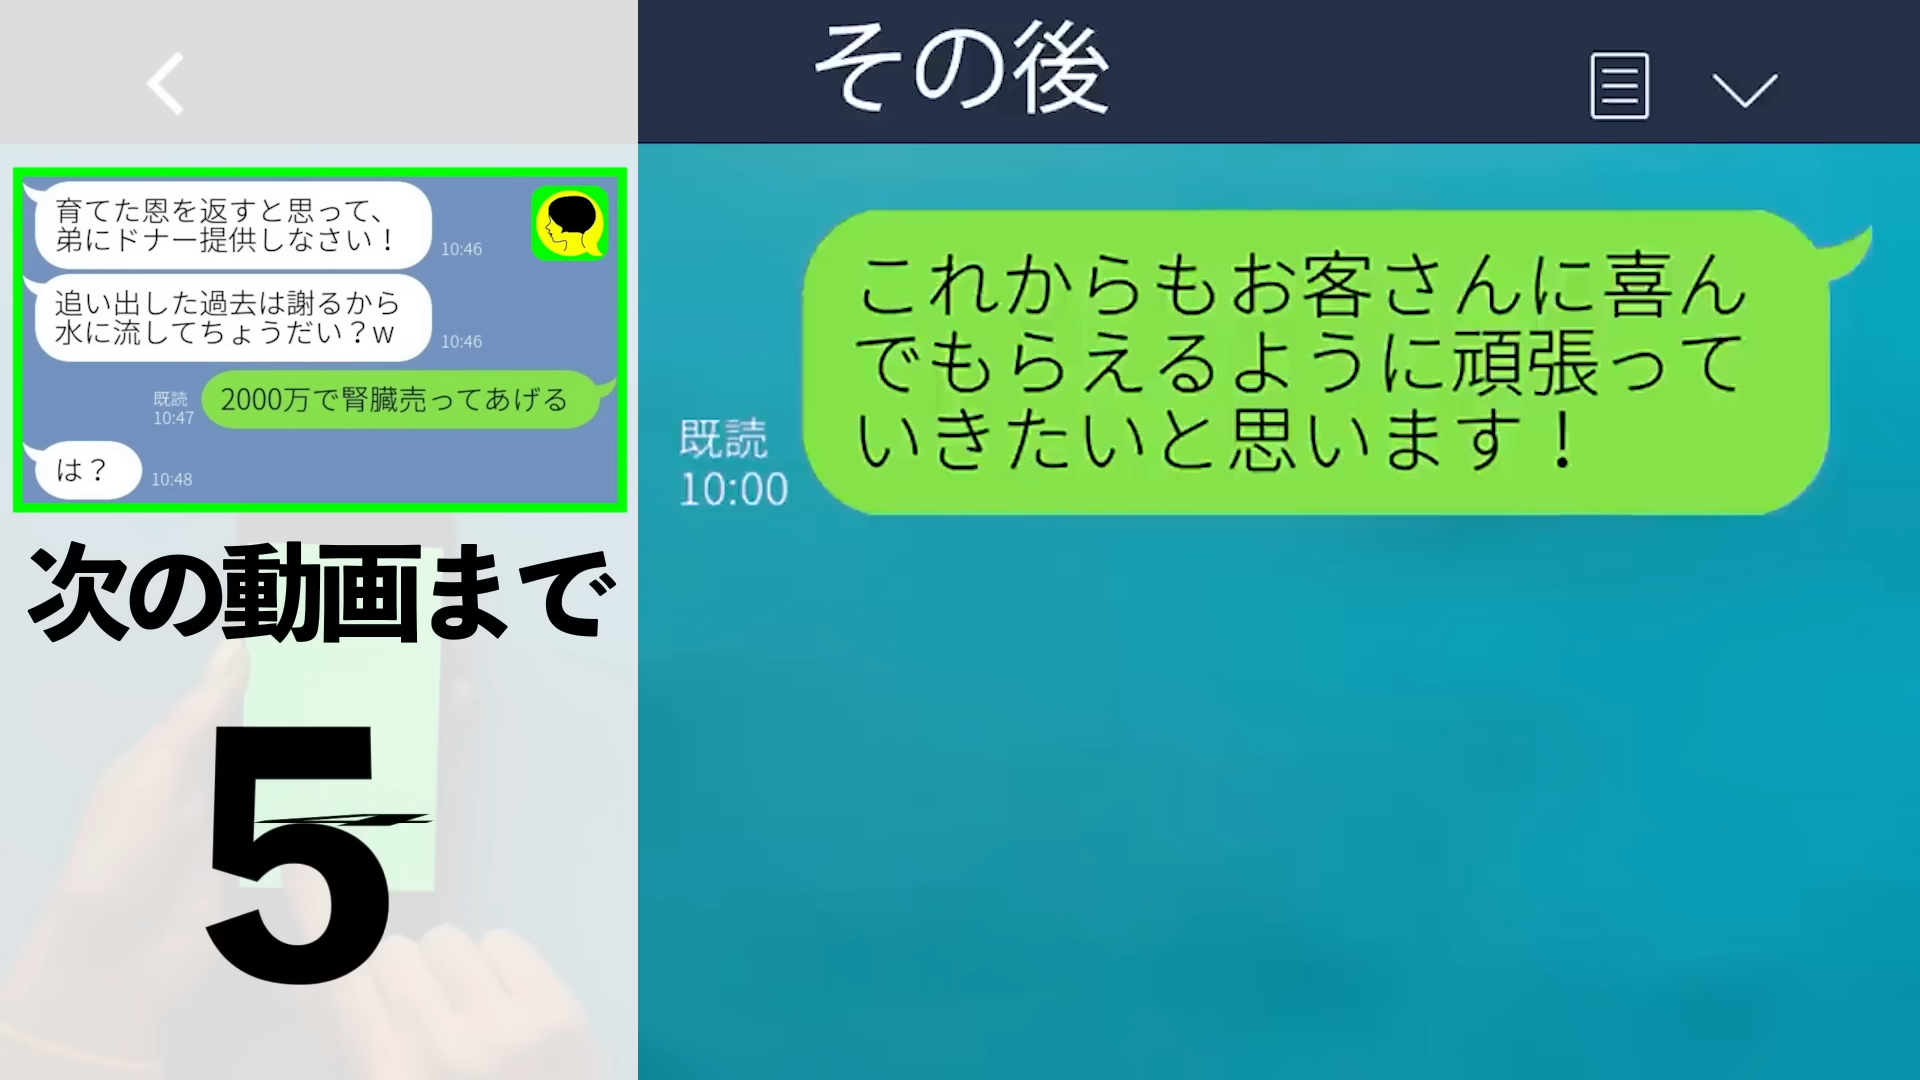 育てた恩を返すと思って、
弟にドナー提供しなさい！
10:46
追い出した過去は謝るから
水に流してちょうだい？w
10:46
既読
10:47
2000万で腎臓売ってあげる
は？
10:48
次の動画まで
5
その後
これからもお客さんに喜ん
でもらえるように頑張って
いきたいと思います！
既読
10:00